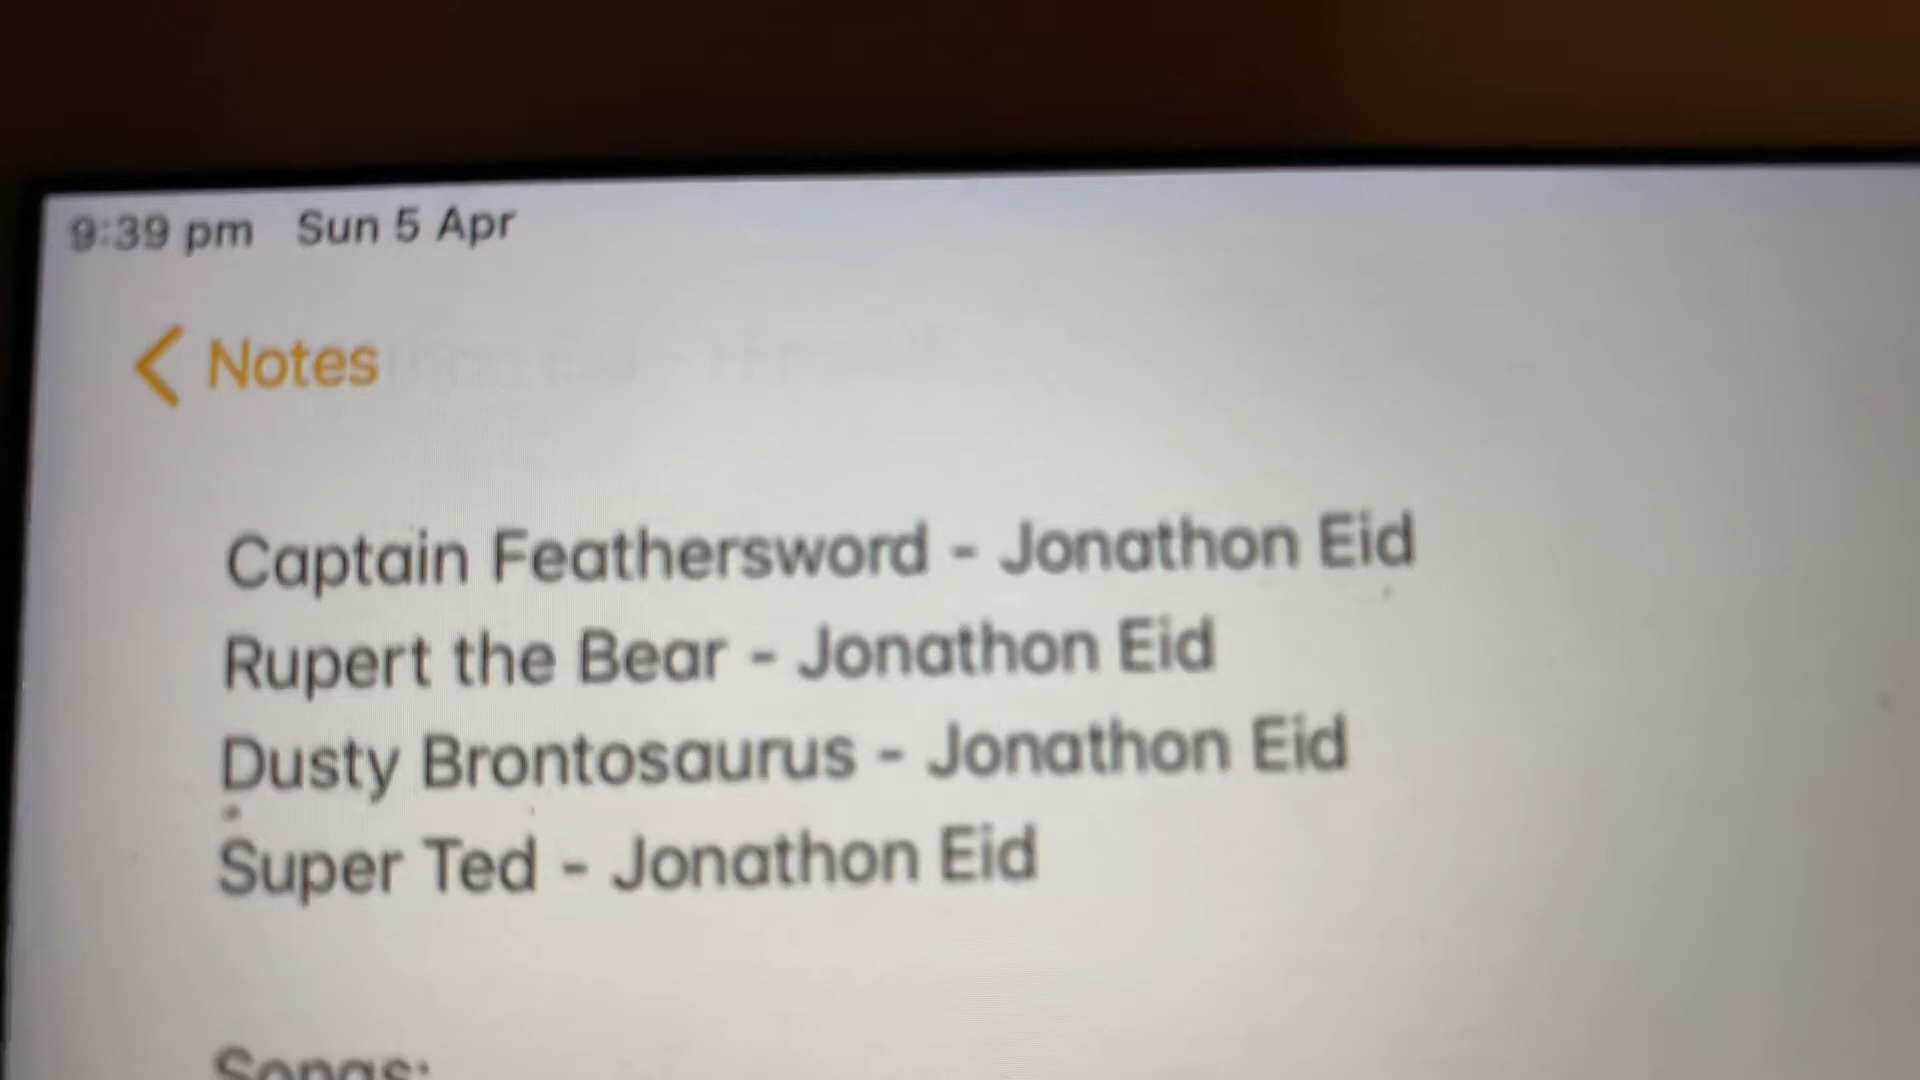 9:39 pm Sun 5 Apr
Notes
Captain Feathersword - Jonathon Eid
Rupert the Bear - Jonathon Eid
Dusty Brontosaurus - Jonathon Eid
Super Ted - Jonathon Eid
Songs: